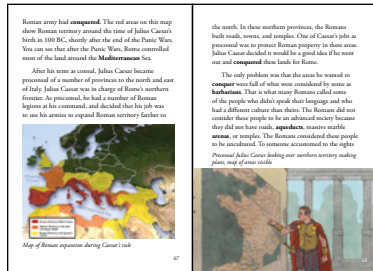 Roman army had conquered. The red areas on this map
show Roman territory around the time of Julius Caesar's
birth in 100 BC, shortly after the end of the Punic Wars.
You can see that after the Punic Wars, Rome controlled
most of the land around the Mediterranean Sea.
After his term as consul, Julius Caesar became
proconsul of a number of provinces to the north and east
of Italy. Julius Caesar was in charge of Rome's northern
frontier. As proconsul, he had a number of Roman
legions at his command, and decided that his job was
to use his armies to expand Roman territory farther to
Map of Roman expansion during Caesar's rule
67
the north. In these northern provinces, the Romans
built roads, towns, and temples. One of Caesar's jobs as
proconsul was to protect Roman property in these areas.
Julius Caesar decided it would be a good idea if he went
out and conquered these lands for Rome.
The only problem was that the areas he wanted to
conquer were full of what were considered by some as
barbarians. That is what many Romans called some
of the people who didn't speak their language and who
had a different culture than theirs. The Romans did not
consider these people to be an advanced society because
they did not have roads, aqueducts, massive marble
arenas, or temples. The Romans considered these people
to be uncultured. To someone accustomed to the sights
Proconsul Julius Caesar looking over northern territory making
plans, map of areas visible